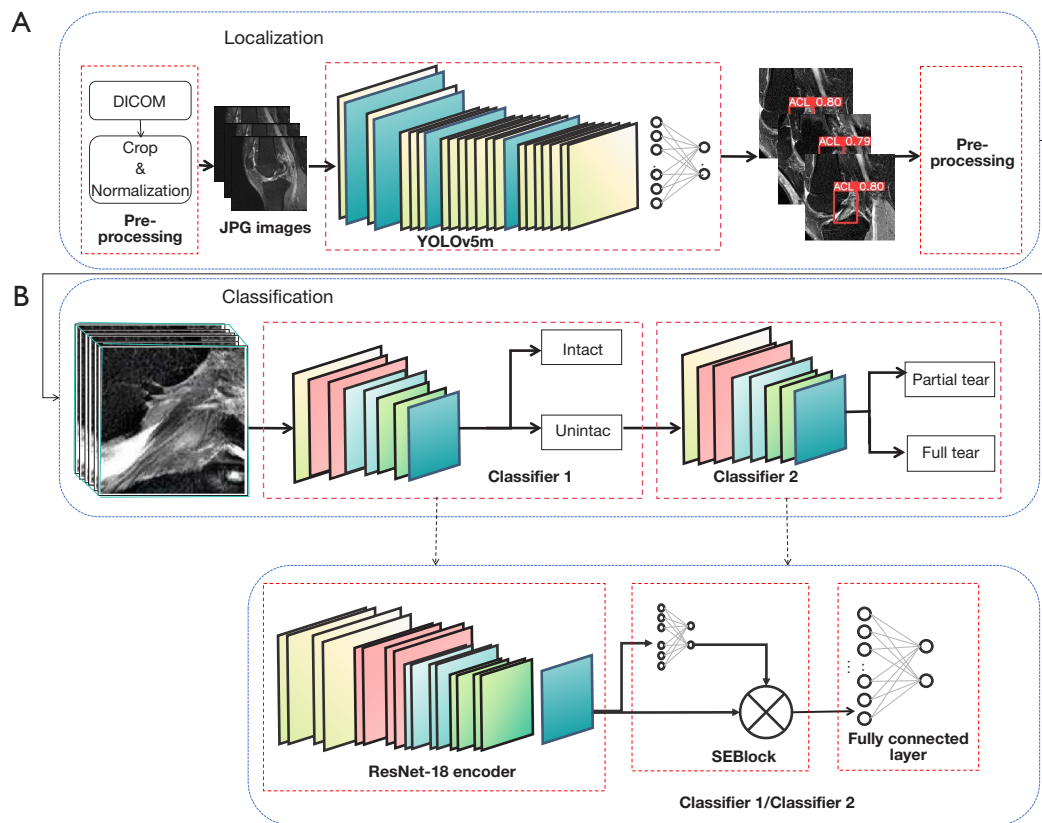 A
Localization
DICOM
Crop
&
Normalization
Pre-
processing
JPG images
YOLOv5m
ACL 0.80
ACL 0.79
ACL 0.80
Pre-
processing
B
Classification
Intact
Unintac
Classifier 1
Partial tear
Full tear
Classifier 2
ResNet-18 encoder
SEBlock
Fully connected
layer
Classifier 1/Classifier 2